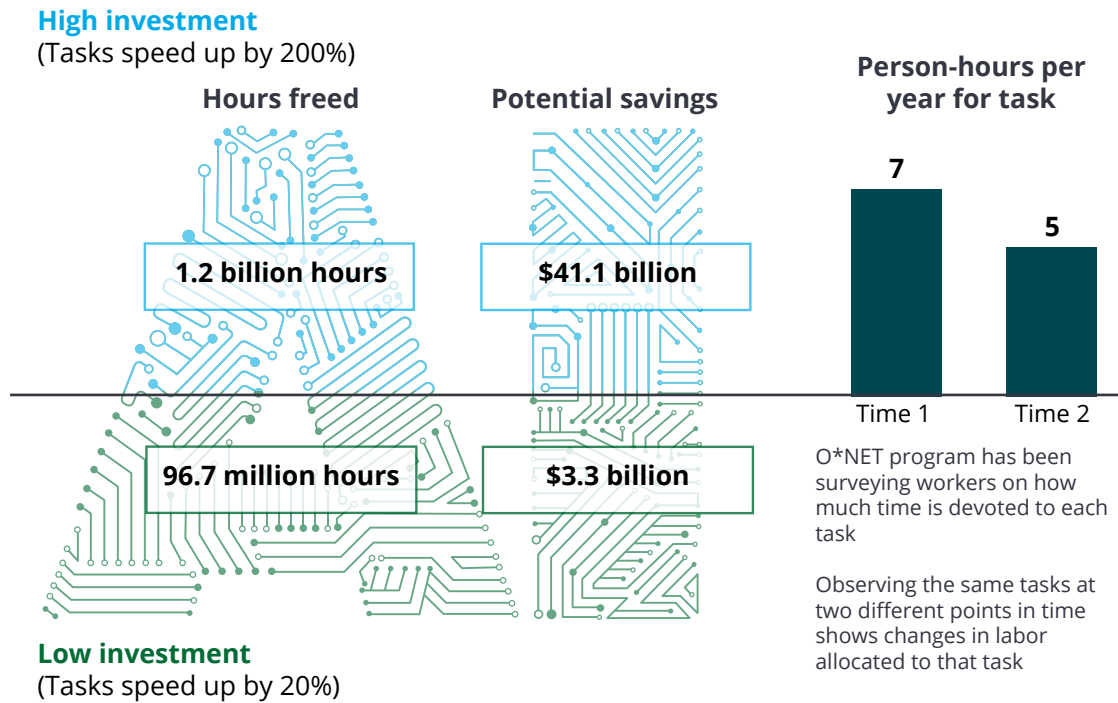 High investment
(Tasks speed up by 200%)
Hours freed
Potential savings
1.2 billion hours
$41.1 billion
96.7 million hours
$3.3 billion
Low investment
(Tasks speed up by 20%)
Person-hours per
year for task
7
5
Time 1
Time 2
O*NET program has been
surveying workers on how
much time is devoted to each
task
Observing the same tasks at
two different points in time
shows changes in labor
allocated to that task